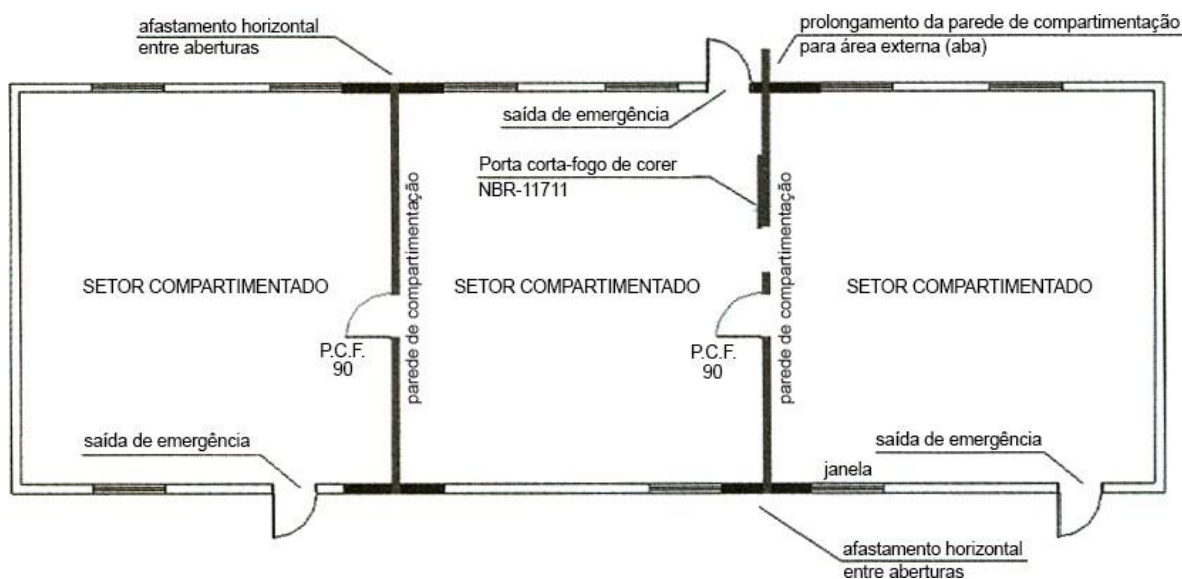 afastamento horizontal
entre aberturas
prolongamento da parede de compartimentação
para área externa (aba)
saída de emergência
Porta corta-fogo de corer
NBR-11711
parede de compartimentação
parede de compartimentação
SETOR COMPARTIMENTADO
SETOR COMPARTIMENTADO
SETOR COMPARTIMENTADO
P.C.F.
90
P.C.F.
90
saída de emergência
saída de emergência
janela
afastamento horizontal
entre aberturas